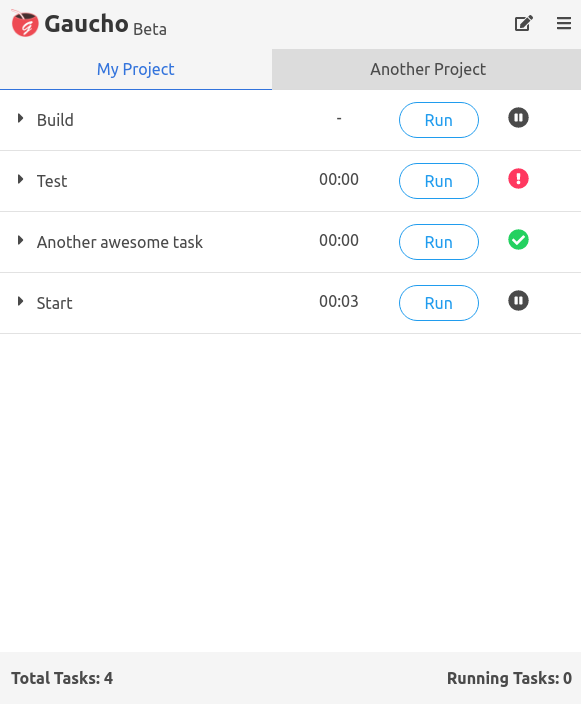 Gaucho Beta
My Project Another Project
Build - Run
Test 00:00 Run
Another awesome task 00:00 Run
Start 00:03 Run
Total Tasks: 4 Running Tasks: 0